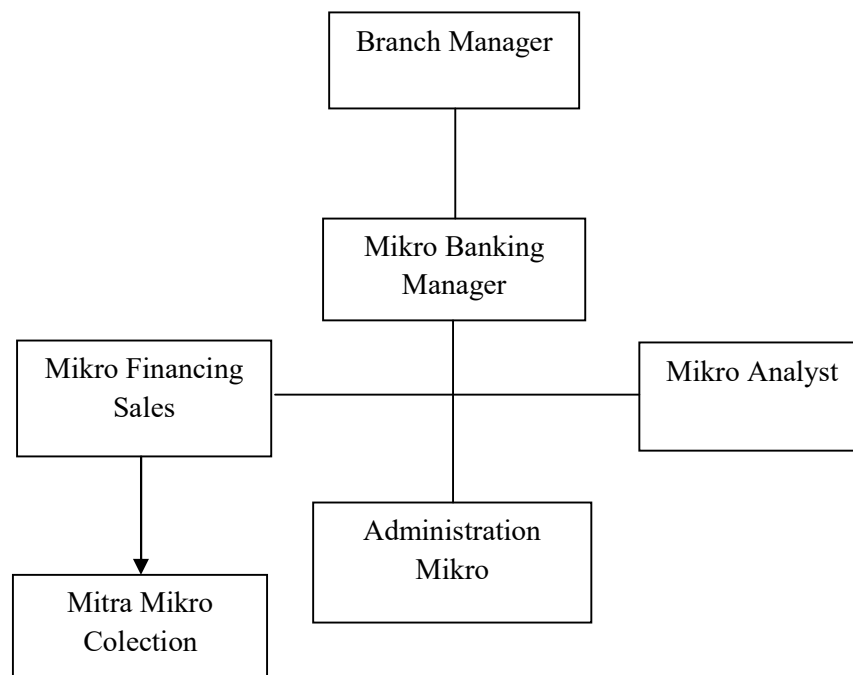 Branch Manager
Mikro Banking
Manager
Mikro Financing
Sales
Mikro Analyst
Administration
Mikro
Mitra Mikro
Colection